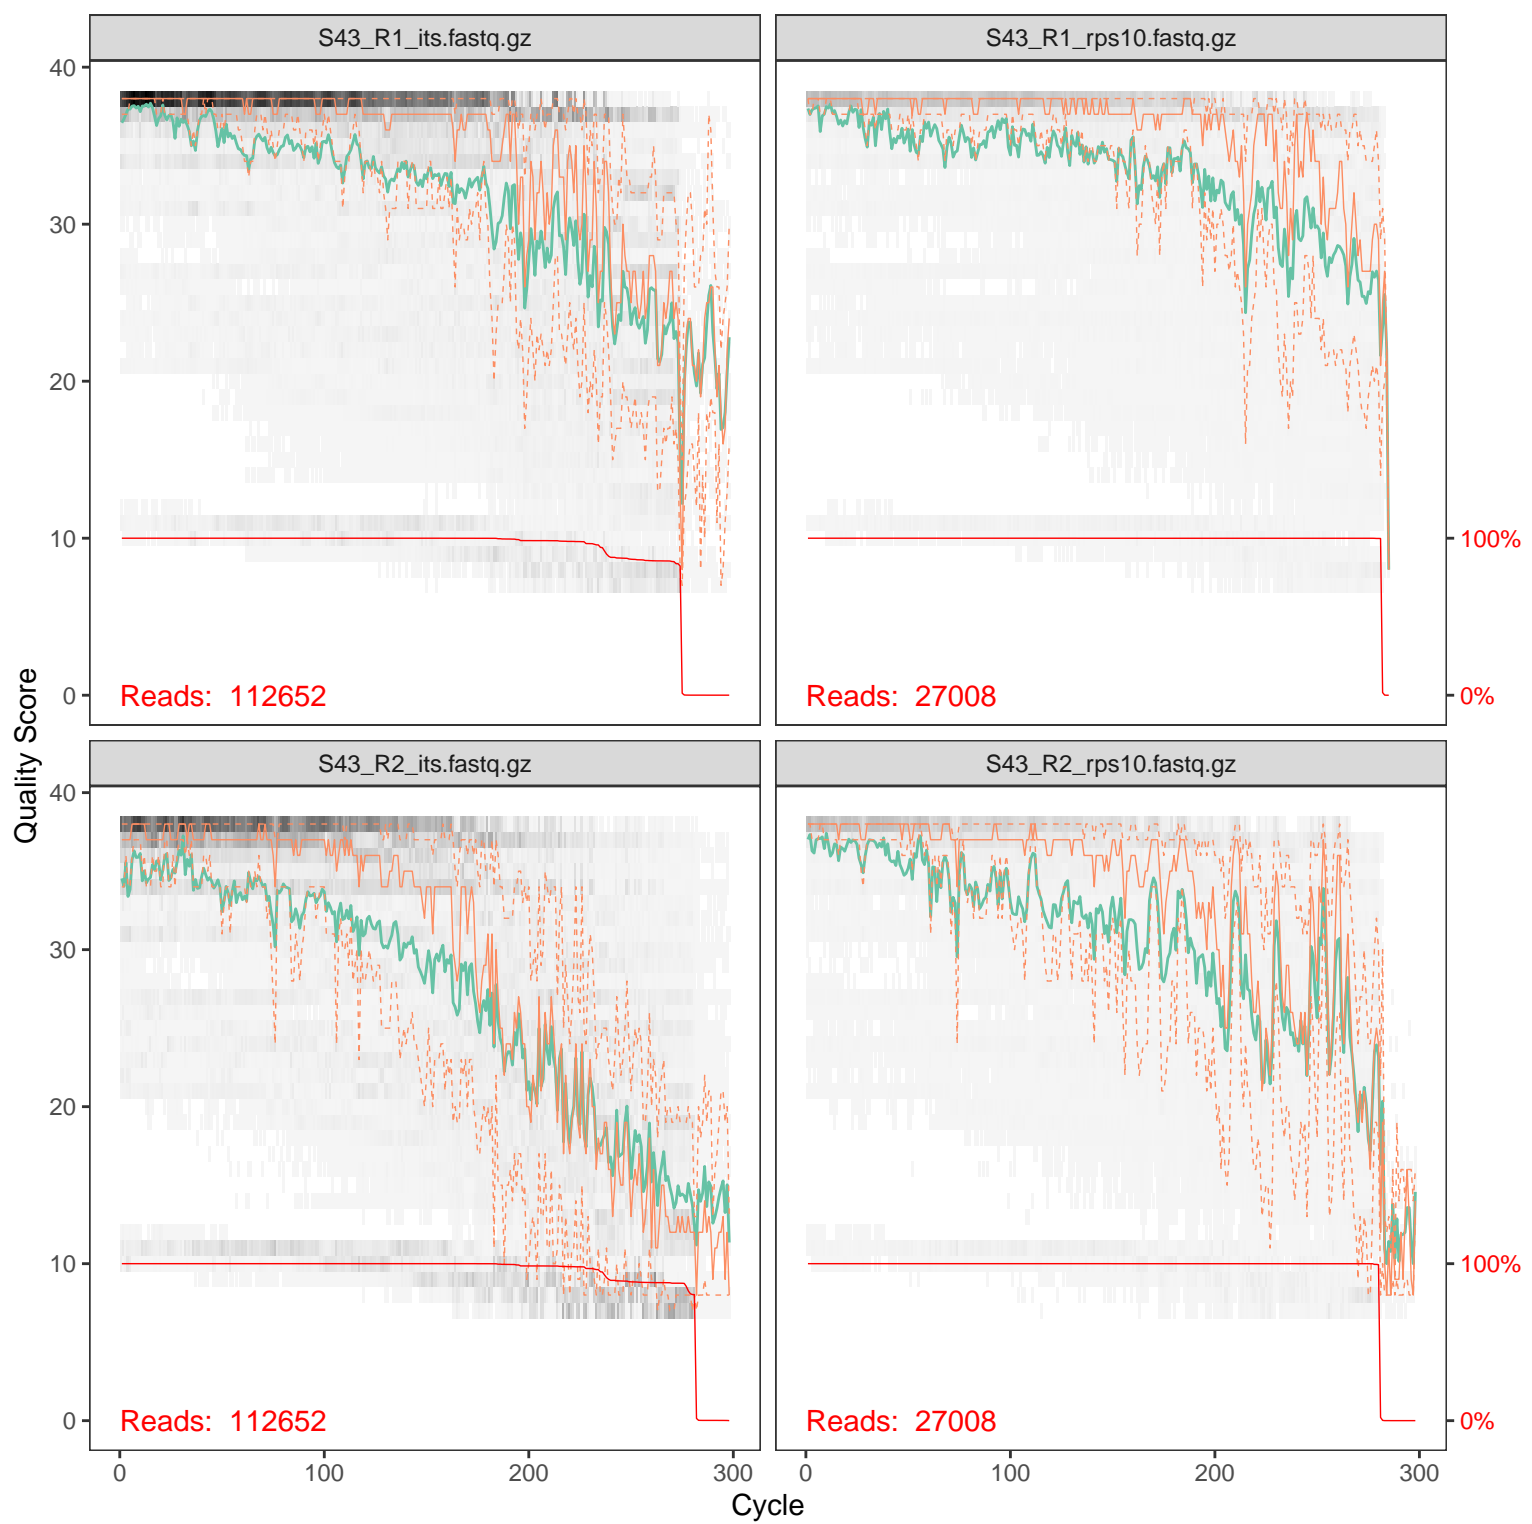 S43_R1_its.fastq.gz
S43_R1_rps10.fastq.gz
40
30
20
10
0
100%
0%
Reads: 112652
Reads: 27008
Quality Score
S43_R2_its.fastq.gz
S43_R2_rps10.fastq.gz
40
30
20
10
0
100%
0%
Reads: 112652
Reads: 27008
0
100
200
300
0
100
200
300
Cycle